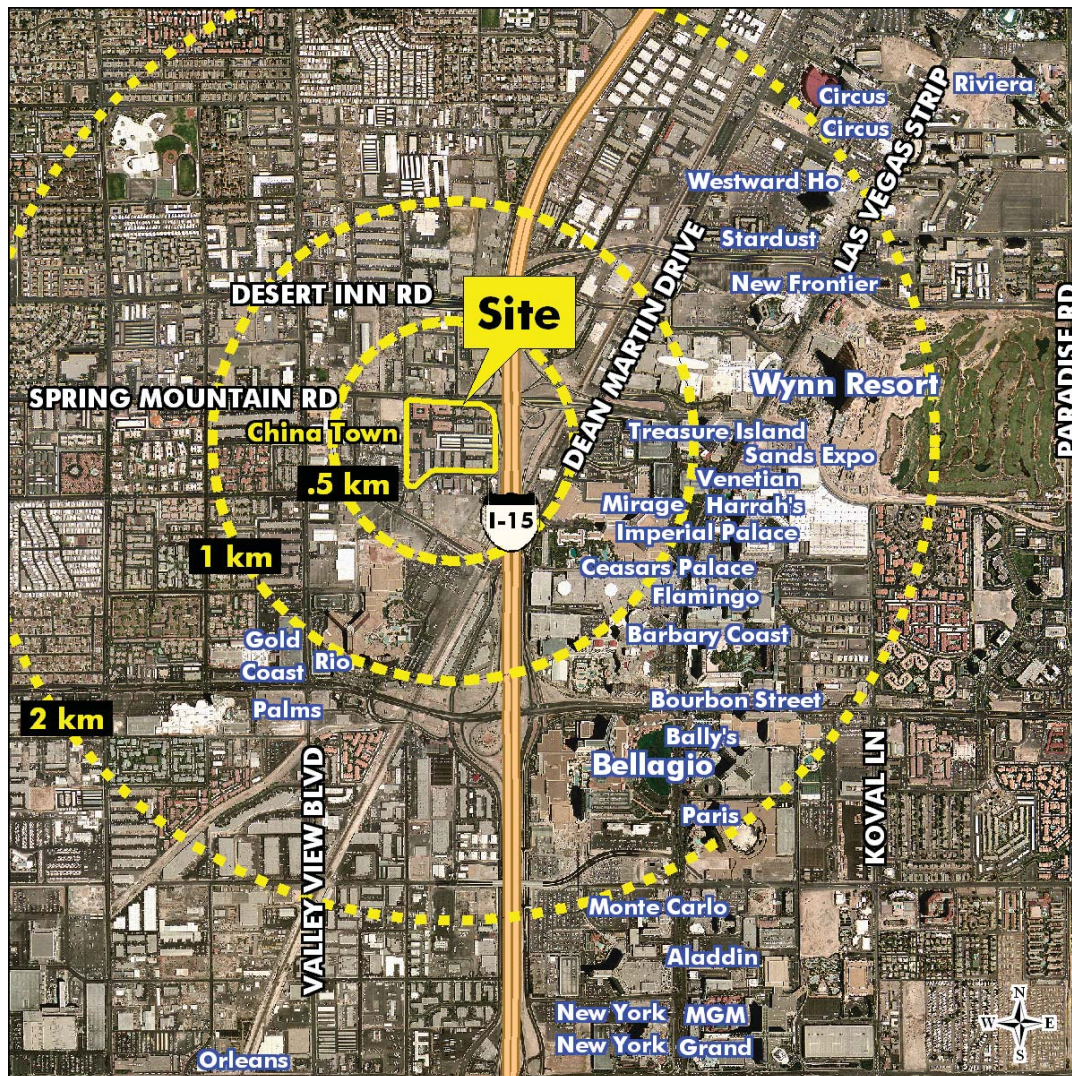 Riviera
Circus
Circus
LAS VEGAS STRIP
Westward Ho
DEAN MARTIN DRIVE
Stardust
New Frontier
DESERT INN RD
Site
PARADISE RD
SPRING MOUNTAIN RD
Wynn Resort
China Town
Treasure Island
Sands Expo
.5 km
Venetian
Mirage
Harrah's
I-15
Imperial Palace
1 km
Ceasars Palace
Flamingo
Gold
Coast
Rio
Barbary Coast
Palms
Bourbon Street
2 km
Bally's
Bellagio
VALLEY VIEW BLVD
KOVAL LN
Paris
Monte Carlo
Aladdin
New York
New York
MGM
Grand
Orleans
N
W
E
S